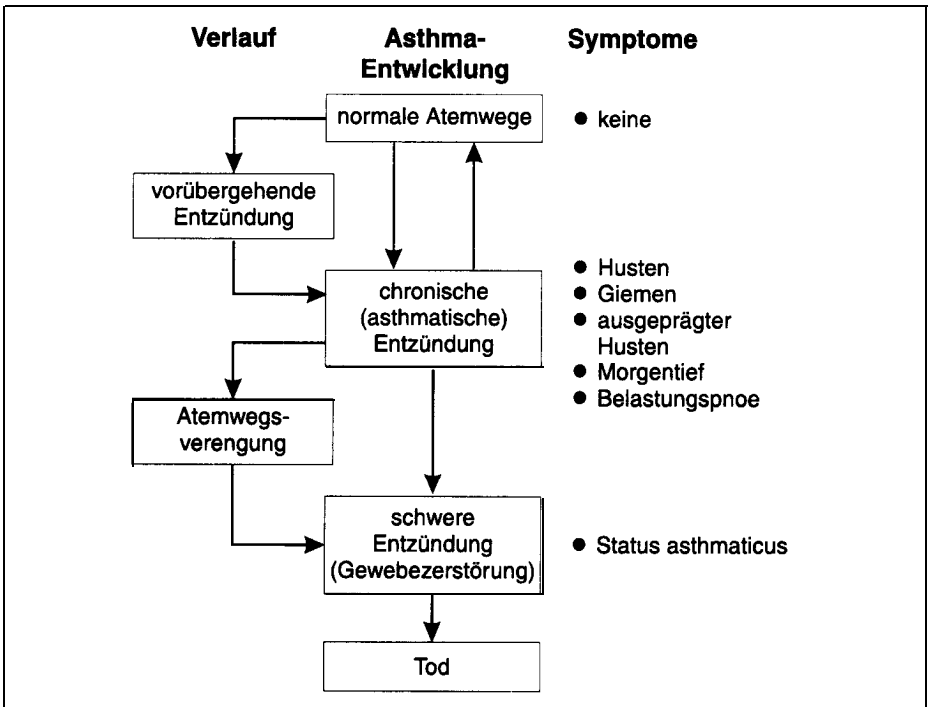 Verlauf
Asthma-
Entwicklung
Symptome
normale Atemwege
● keine
vorübergehende
Entzündung
chronische
(asthmatische)
Entzündung
● Husten
● Giemen
● ausgeprägter
Husten
● Morgentief
● Belastungspnoe
Atemwegs-
verengung
schwere
Entzündung
(Gewebezerstörung)
● Status asthmaticus
Tod